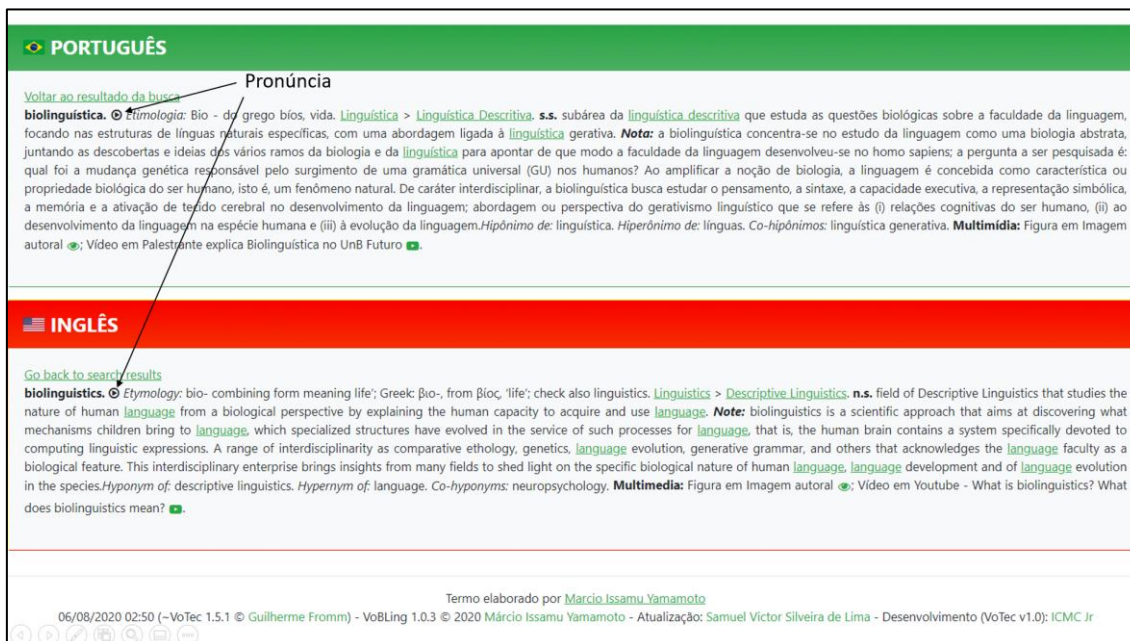 PORTUGUÊS
Pronúncia
Voltar ao resultado da busca
biolinguística. Etimologia: Bio - do grego bíos, vida. Linguística > Linguística Descritiva. s.s. subárea da linguística descritiva que estuda as questões biológicas sobre a faculdade da linguagem,
focando nas estruturas de línguas naturais específicas, com uma abordagem ligada à linguística gerativa. Nota: a biolinguística concentra-se no estudo da linguagem como uma biologia abstrata,
juntando as descobertas e ideias dos vários ramos da biologia e da linguística para apontar de que modo a faculdade da linguagem desenvolveu-se no homo sapiens; a pergunta a ser pesquisada é:
qual foi a mudança genética responsável pelo surgimento de uma gramática universal (GU) nos humanos? Ao amplificar a noção de biologia, a linguagem é concebida como característica ou
propriedade biológica do ser humano, isto é, um fenômeno natural. De caráter interdisciplinar, a biolinguística busca estudar o pensamento, a sintaxe, a capacidade executiva, a representação simbólica,
a memória e a ativação de tecido cerebral no desenvolvimento da linguagem; abordagem ou perspectiva do gerativismo linguístico que se refere às (i) relações cognitivas do ser humano, (ii) ao
desenvolvimento da linguagem na espécie humana e (iii) à evolução da linguagem.Hipônimo de: linguística. Hiperônimo de: línguas. Co-hipônimos: linguística generativa. Multimídia: Figura em Imagem
autoral ; Vídeo em Palestrante explica Biolinguística no UnB Futuro .
INGLÊS
Go back to search results
biolinguistics. Etymology: bio- combining form meaning life'; Greek: βιο-, from βίος, 'life'; check also linguistics. Linguistics > Descriptive Linguistics. n.s. field of Descriptive Linguistics that studies the
nature of human language from a biological perspective by explaining the human capacity to acquire and use language. Note: biolinguistics is a scientific approach that aims at discovering what
mechanisms children bring to language, which specialized structures have evolved in the service of such processes for language, that is, the human brain contains a system specifically devoted to
computing linguistic expressions. A range of interdisciplinarity as comparative ethology, genetics, language evolution, generative grammar, and others that acknowledges the language faculty as a
biological feature. This interdisciplinary enterprise brings insights from many fields to shed light on the specific biological nature of human language, language development and of language evolution
in the species.Hyponym of: descriptive linguistics. Hypernym of: language. Co-hyponyms: neuropsychology. Multimedia: Figura em Imagem autoral ; Vídeo em Youtube - What is biolinguistics? What
does biolinguistics mean? .
Termo elaborado por Marcio Issamu Yamamoto
06/08/2020 02:50 (~VoTec 1.5.1 © Guilherme Fromm) - VoBLing 1.0.3 © 2020 Márcio Issamu Yamamoto - Atualização: Samuel Victor Silveira de Lima - Desenvolvimento (VoTec v1.0): ICMC Jr